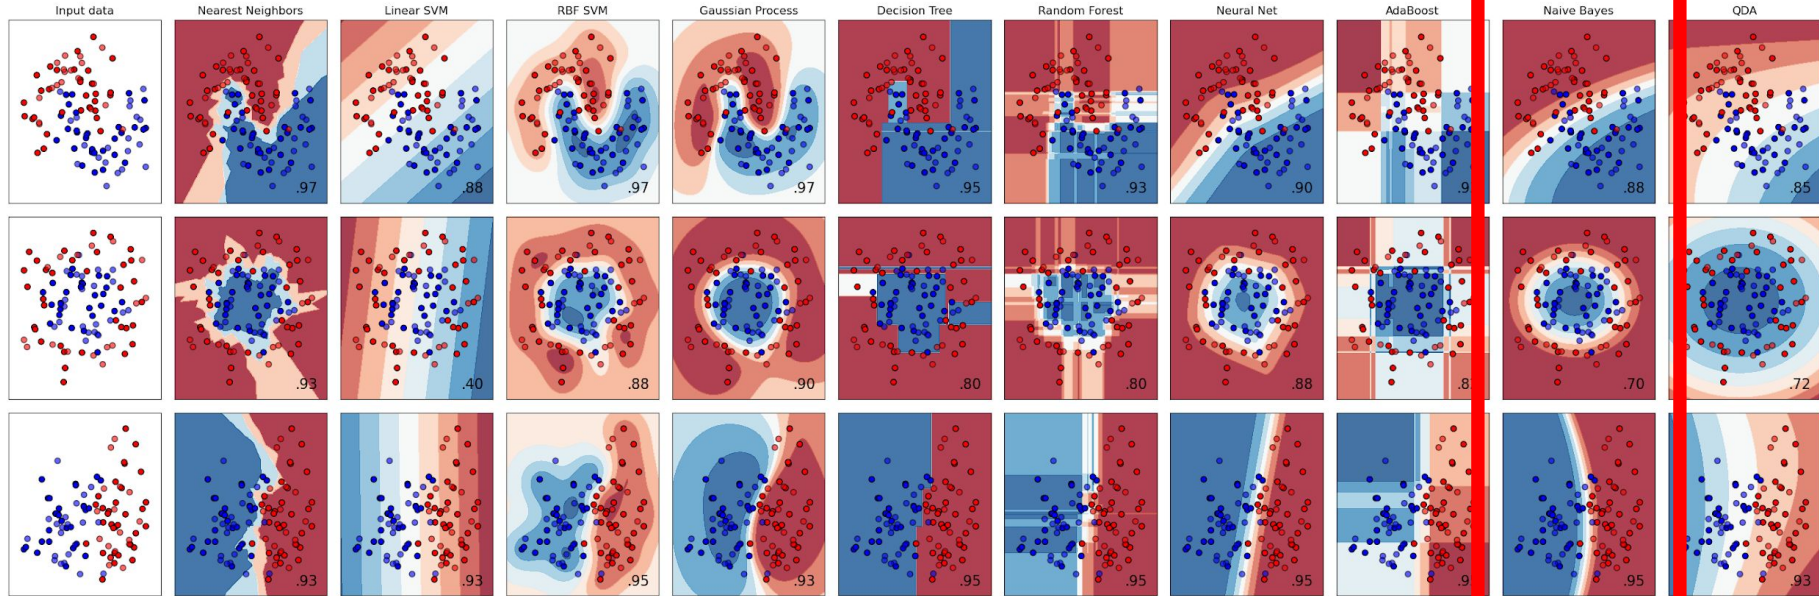 Input data Nearest Neighbors Linear SVM RBF SVM Gaussian Process Decision Tree Random Forest Neural Net AdaBoost Naive Bayes QDA
.97 .88 .97 .97 .95 .93 .90 .88 .85
.93 .40 .88 .90 .80 .80 .88 .70 .72
.93 .93 .95 .93 .95 .95 .95 .95 .93